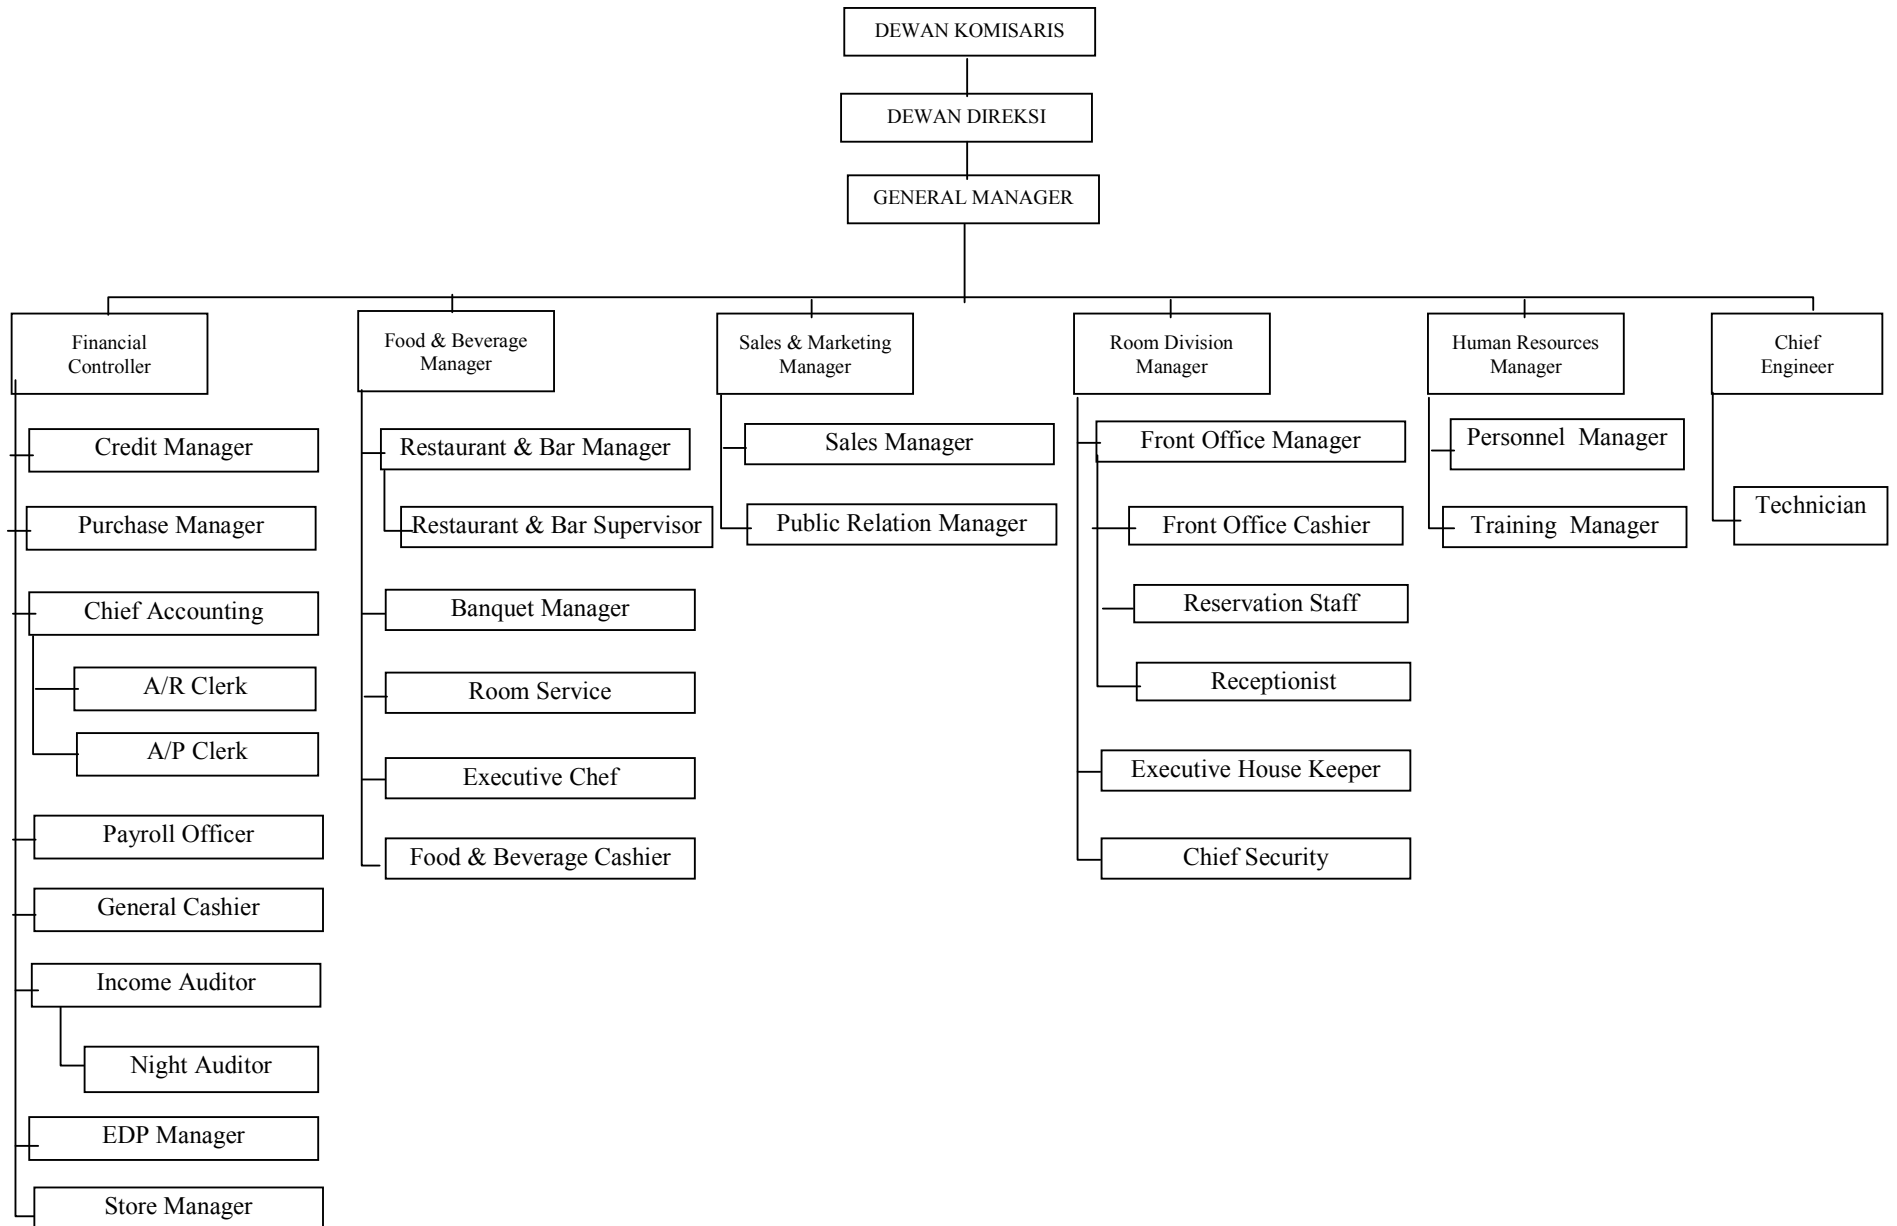 DEWAN KOMISARIS
DEWAN DIREKSI
GENERAL MANAGER
Financial
Controller
Food & Beverage
Manager
Sales & Marketing
Manager
Room Division
Manager
Human Resources
Manager
Chief
Engineer
Credit Manager
Purchase Manager
Chief Accounting
A/R Clerk
A/P Clerk
Payroll Officer
General Cashier
Income Auditor
Night Auditor
EDP Manager
Store Manager
Restaurant & Bar Manager
Restaurant & Bar Supervisor
Banquet Manager
Room Service
Executive Chef
Food & Beverage Cashier
Sales Manager
Public Relation Manager
Front Office Manager
Front Office Cashier
Reservation Staff
Receptionist
Executive House Keeper
Chief Security
Personnel  Manager
Training  Manager
Technician